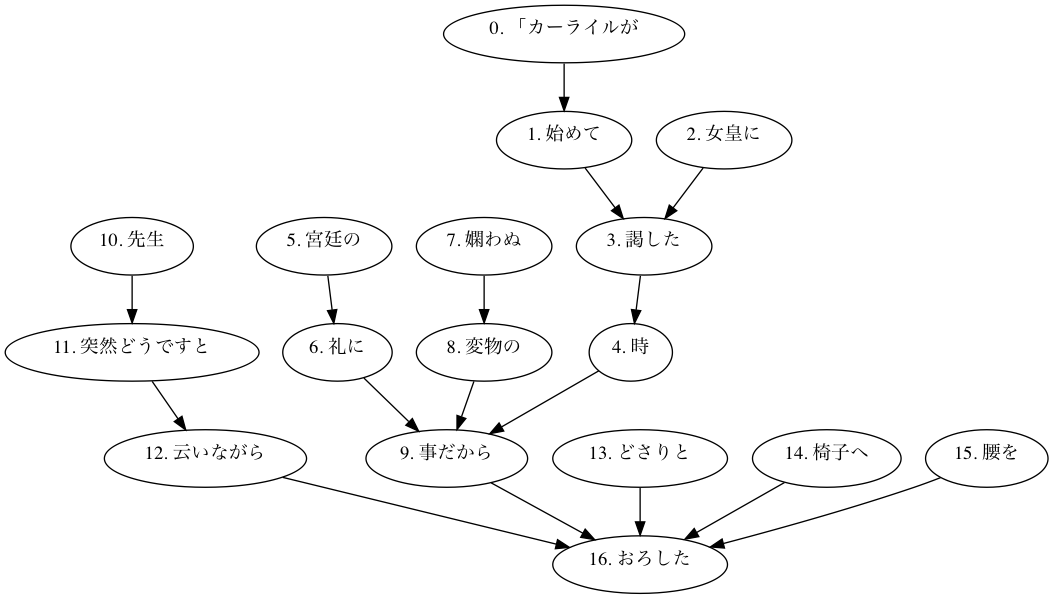 0. 「カーライルが
1. 始めて
2. 女皇に
10. 先生
5. 宮廷の
7. 嫻わぬ
3. 謁した
11. 突然どうですと
6. 礼に
8. 変物の
4. 時
12. 云いながら
9. 事だから
13. どさりと
14. 椅子へ
15. 腰を
16. おろした